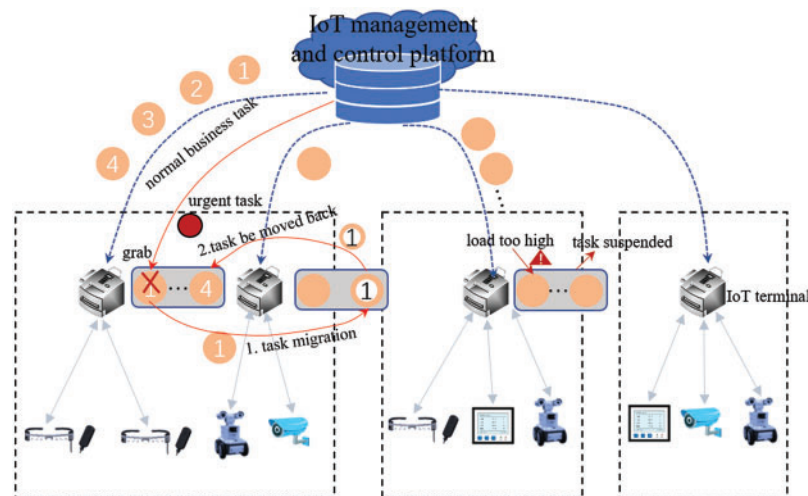 IoT management
and control platform
1
2
3
4
normal business task
urgent task
grab
2.task be moved back
1
1
4
1
1
1. task migration
load too high
task suspended
IoT terminal